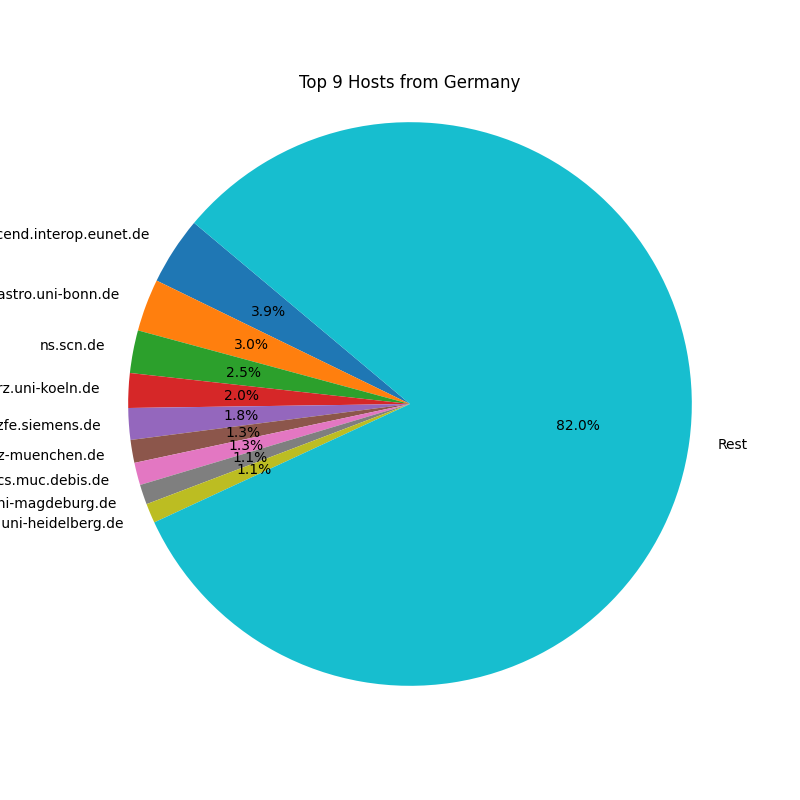 Top 9 Hosts from Germany
cend.interop.eunet.de
astro.uni-bonn.de
ns.scn.de
rz.uni-koeln.de
zfe.siemens.de
z-muenchen.de
cs.muc.debis.de
ni-magdeburg.de
uni-heidelberg.de
3.9%
3.0%
2.5%
2.0%
1.8%
1.3%
1.3%
1.1%
1.1%
82.0%
Rest